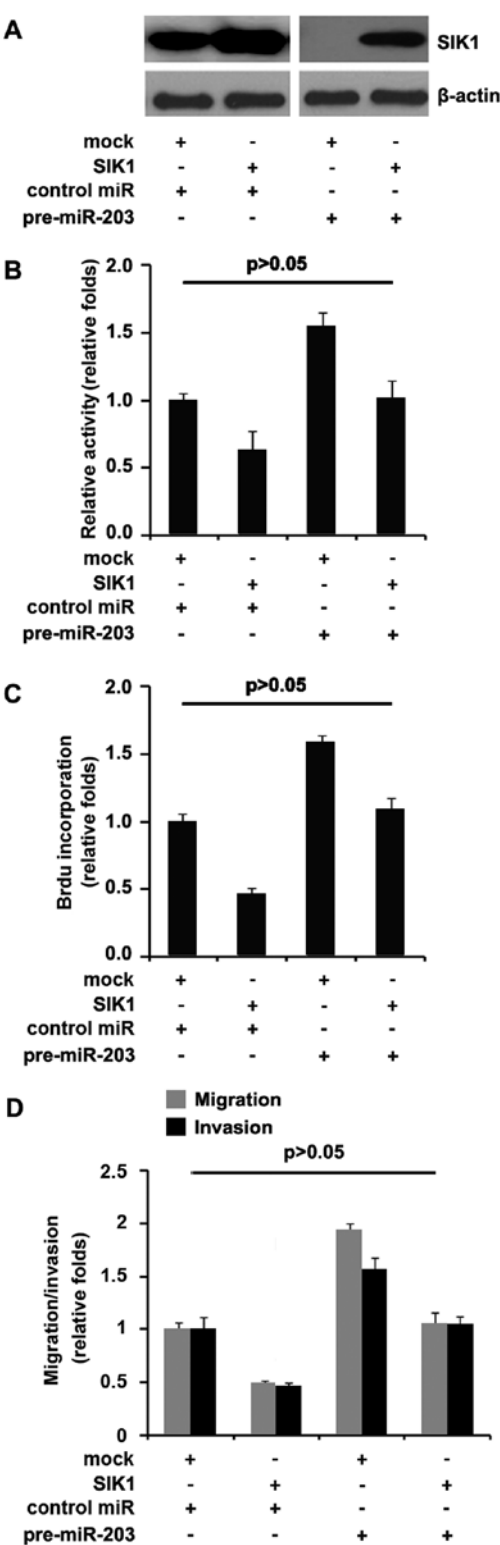 A
SIK1
β-actin
mock + - + -
SIK1 - + - +
control miR + + - -
pre-miR-203 - - + +
B
p>0.05
Relative activity (relative folds)
2.0
1.5
1.0
0.5
0.0
mock + - + -
SIK1 - + - +
control miR + + - -
pre-miR-203 - - + +
C
p>0.05
Brdu incorporation
(relative folds)
2.0
1.5
1.0
0.5
0.0
mock + - + -
SIK1 - + - +
control miR + + - -
pre-miR-203 - - + +
D
Migration
Invasion
p>0.05
Migration/invasion
(relative folds)
2.5
2
1.5
1
0.5
0
mock + - + -
SIK1 - + - +
control miR + + - -
pre-miR-203 - - + +